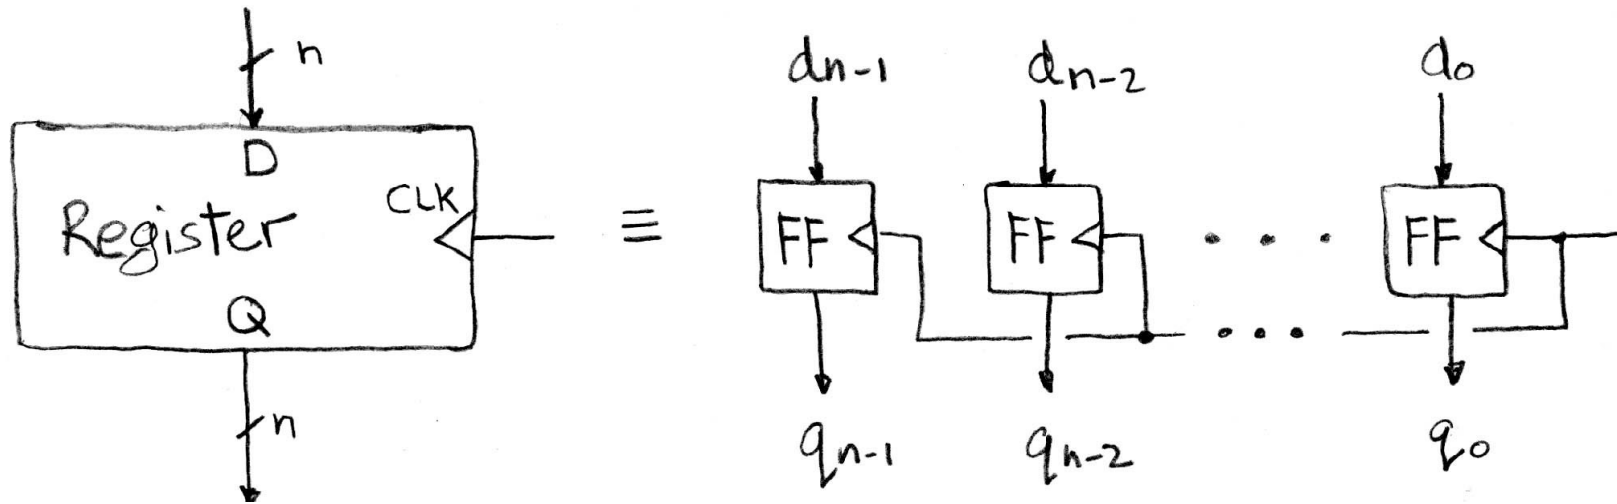 n
D
Register
CLK
Q
n
≡
dn-1 dn-2 d0
FF FF . . . FF
. . .
qn-1 qn-2 q0